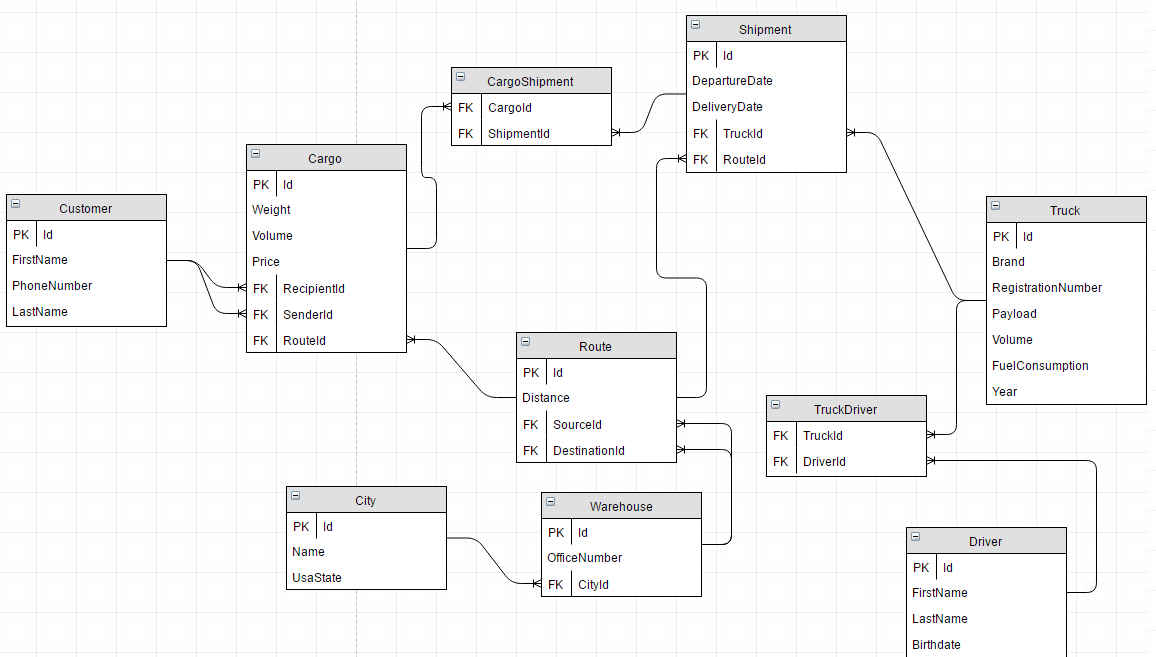 Shipment
PK Id
DepartureDate
DeliveryDate
FK TruckId
FK RouteId
CargoShipment
FK CargoId
FK ShipmentId
Cargo
PK Id
Weight
Volume
Price
FK RecipientId
FK SenderId
FK RouteId
Customer
PK Id
FirstName
PhoneNumber
LastName
Truck
PK Id
Brand
RegistrationNumber
Payload
Volume
FuelConsumption
Year
Route
PK Id
Distance
FK SourceId
FK DestinationId
TruckDriver
FK TruckId
FK DriverId
City
PK Id
Name
UsaState
Warehouse
PK Id
OfficeNumber
FK CityId
Driver
PK Id
FirstName
LastName
Birthdate